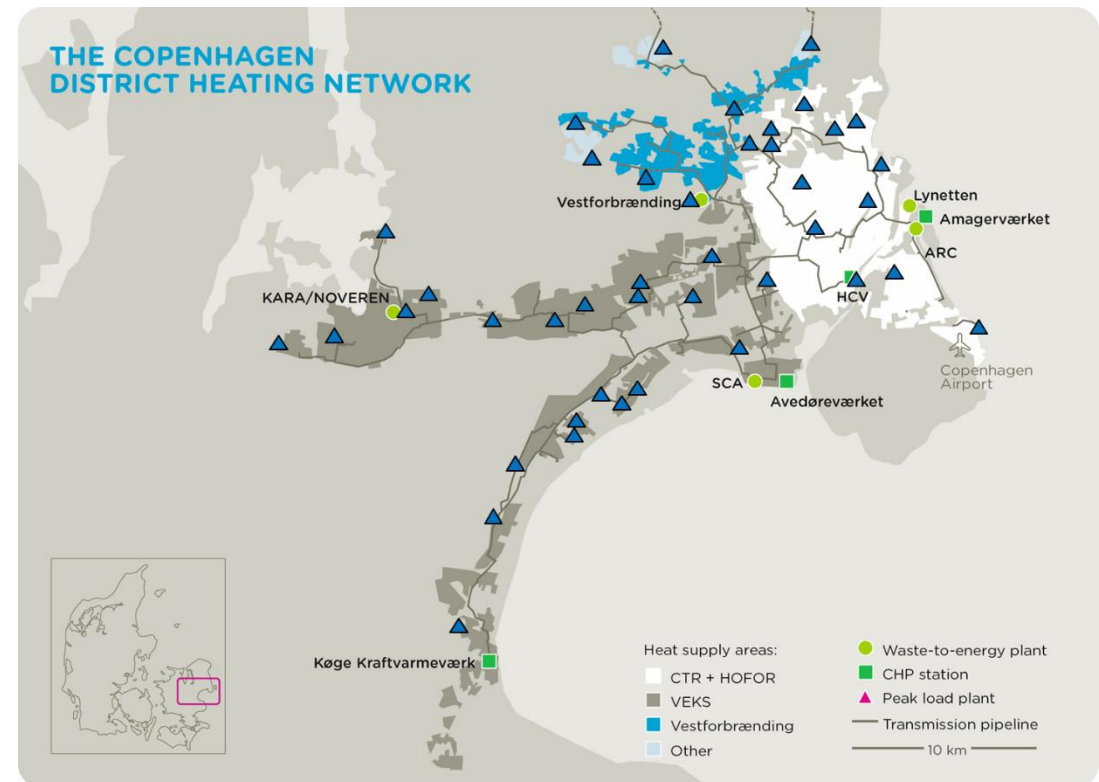 THE COPENHAGEN
DISTRICT HEATING NETWORK
Vestforbrænding
Lynetten
Amagerværket
ARC
KARA/NOVEREN
HCV
Copenhagen
Airport
SCA
Avedøreværket
Køge Kraftvarmeværk
Heat supply areas:
CTR + HOFOR
VEKS
Vestforbrænding
Other
Waste-to-energy plant
CHP station
Peak load plant
Transmission pipeline
10 km